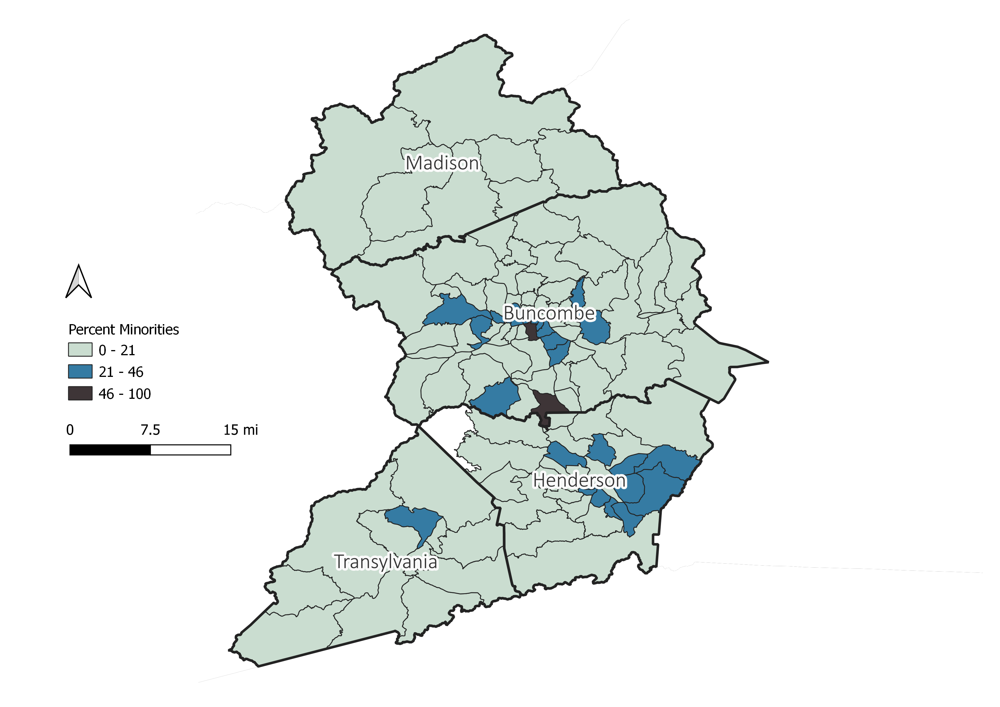 Madison
Buncombe
Percent Minorities
0 - 21
21 - 46
46 - 100
0 7.5 15 mi
Henderson
Transylvania